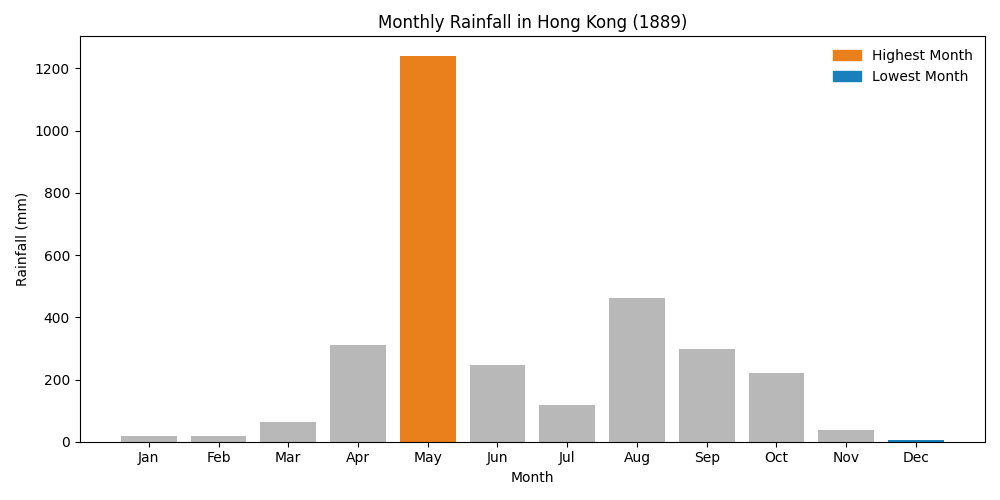 Monthly Rainfall in Hong Kong (1889)
Highest Month
Lowest Month
Rainfall (mm)
1200
1000
800
600
400
200
0
Jan Feb Mar Apr May Jun Jul Aug Sep Oct Nov Dec
Month